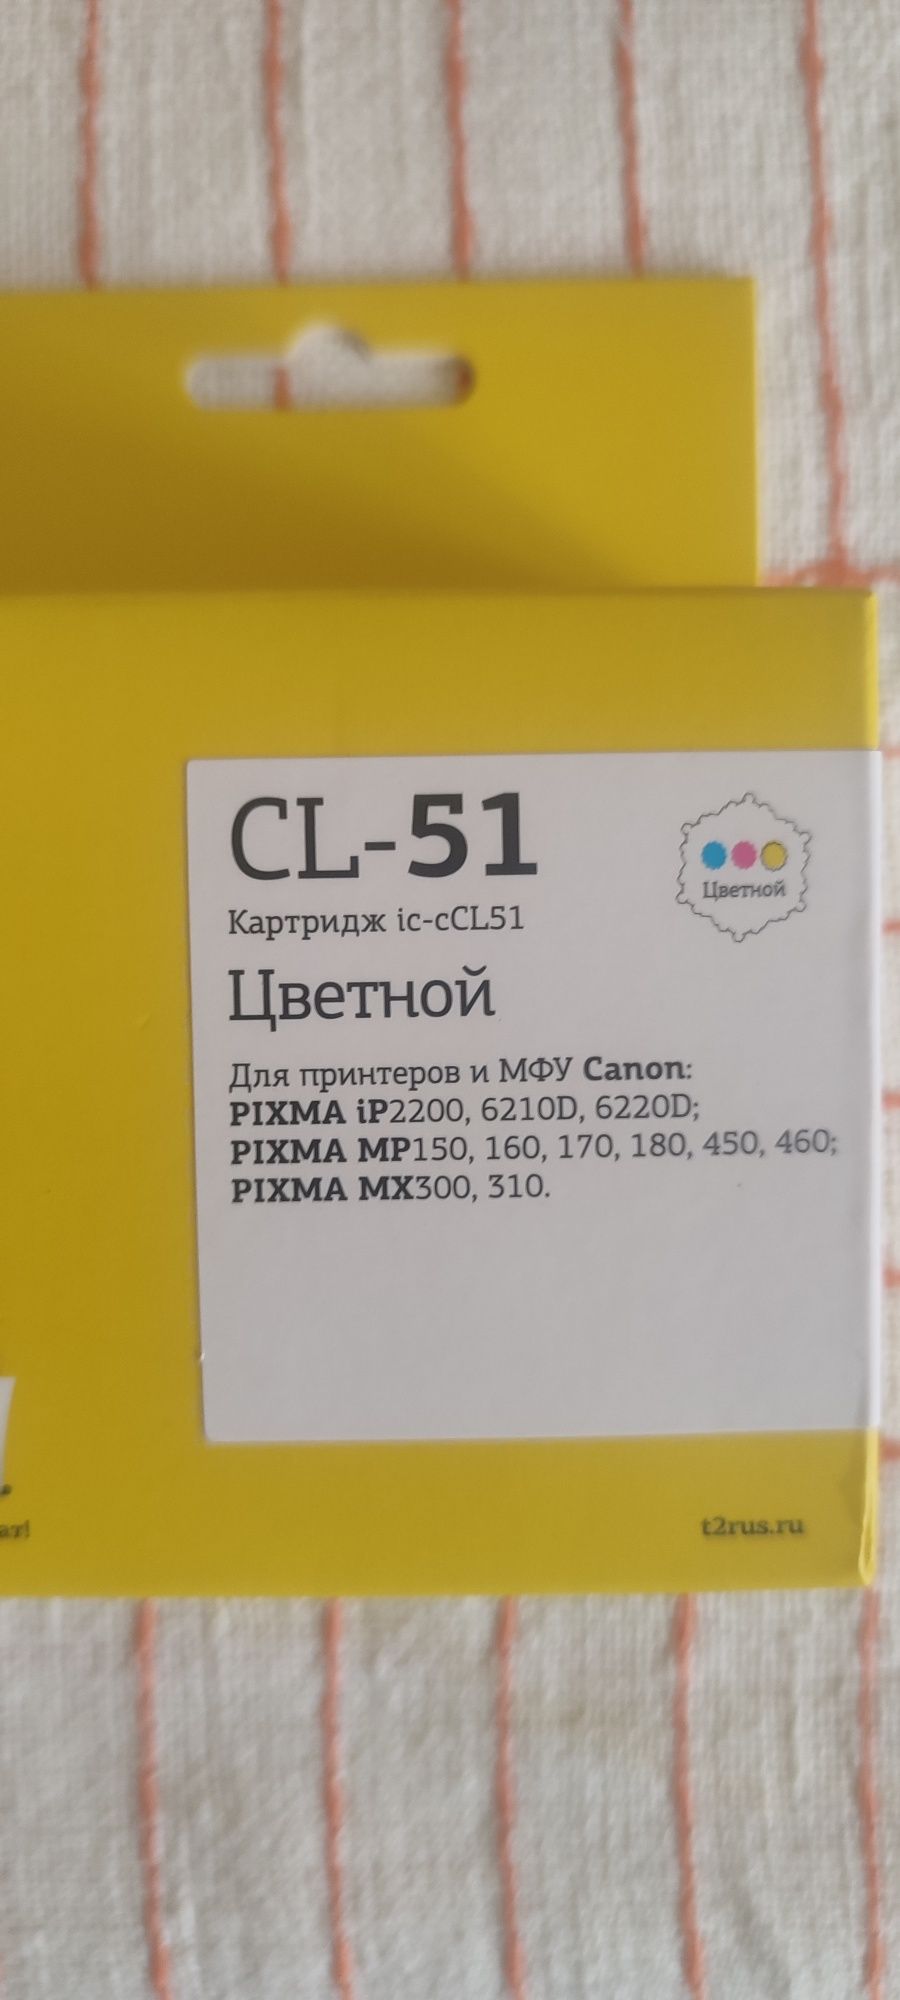 CL-51
Цветной
Картридж ic-cCL51
Цветной
Для принтеров и МФУ Canon:
PIXMA iP2200, 6210D, 6220D;
PIXMA MP150, 160, 170, 180, 450, 460;
PIXMA MX300, 310.
t2rus.ru